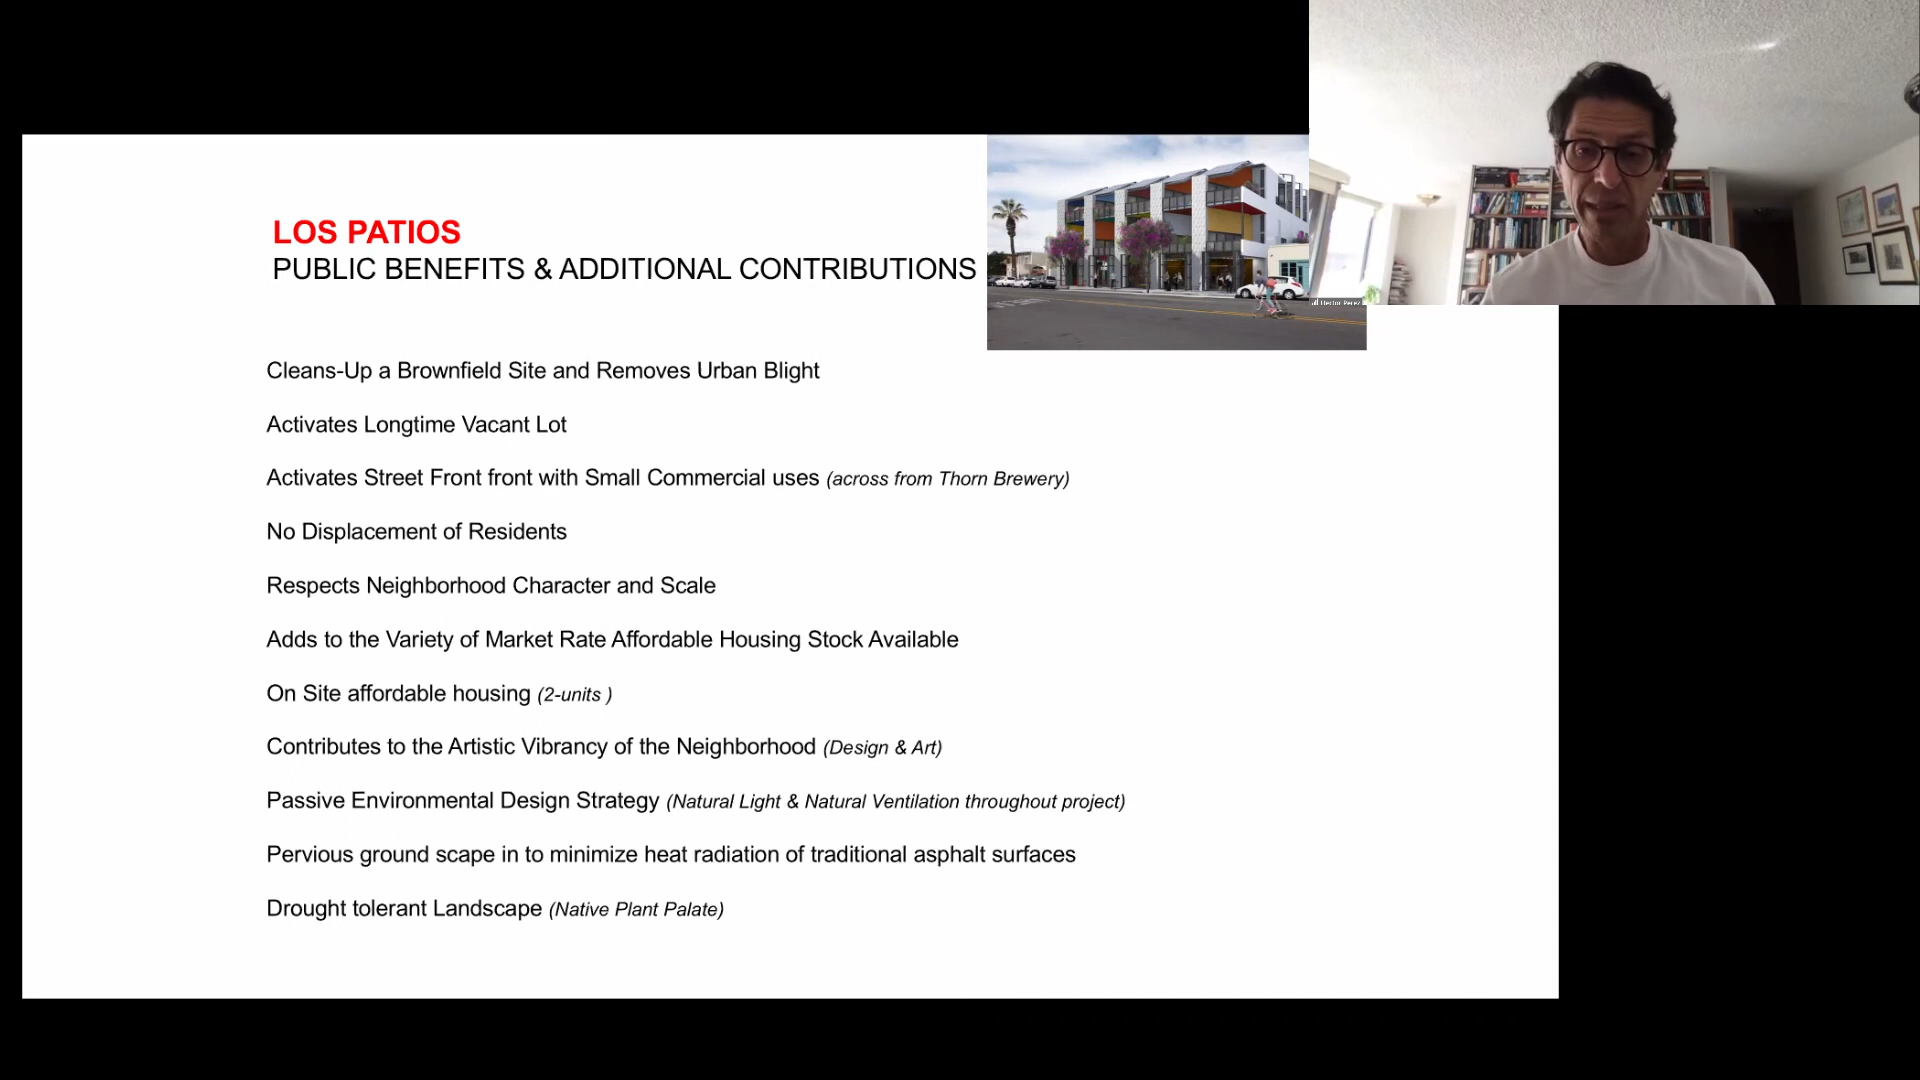 LOS PATIOS
PUBLIC BENEFITS & ADDITIONAL CONTRIBUTIONS
Hector Perez
Cleans-Up a Brownfield Site and Removes Urban Blight
Activates Longtime Vacant Lot
Activates Street Front front with Small Commercial uses (across from Thorn Brewery)
No Displacement of Residents
Respects Neighborhood Character and Scale
Adds to the Variety of Market Rate Affordable Housing Stock Available
On Site affordable housing (2-units )
Contributes to the Artistic Vibrancy of the Neighborhood (Design & Art)
Passive Environmental Design Strategy (Natural Light & Natural Ventilation throughout project)
Pervious ground scape in to minimize heat radiation of traditional asphalt surfaces
Drought tolerant Landscape (Native Plant Palate)